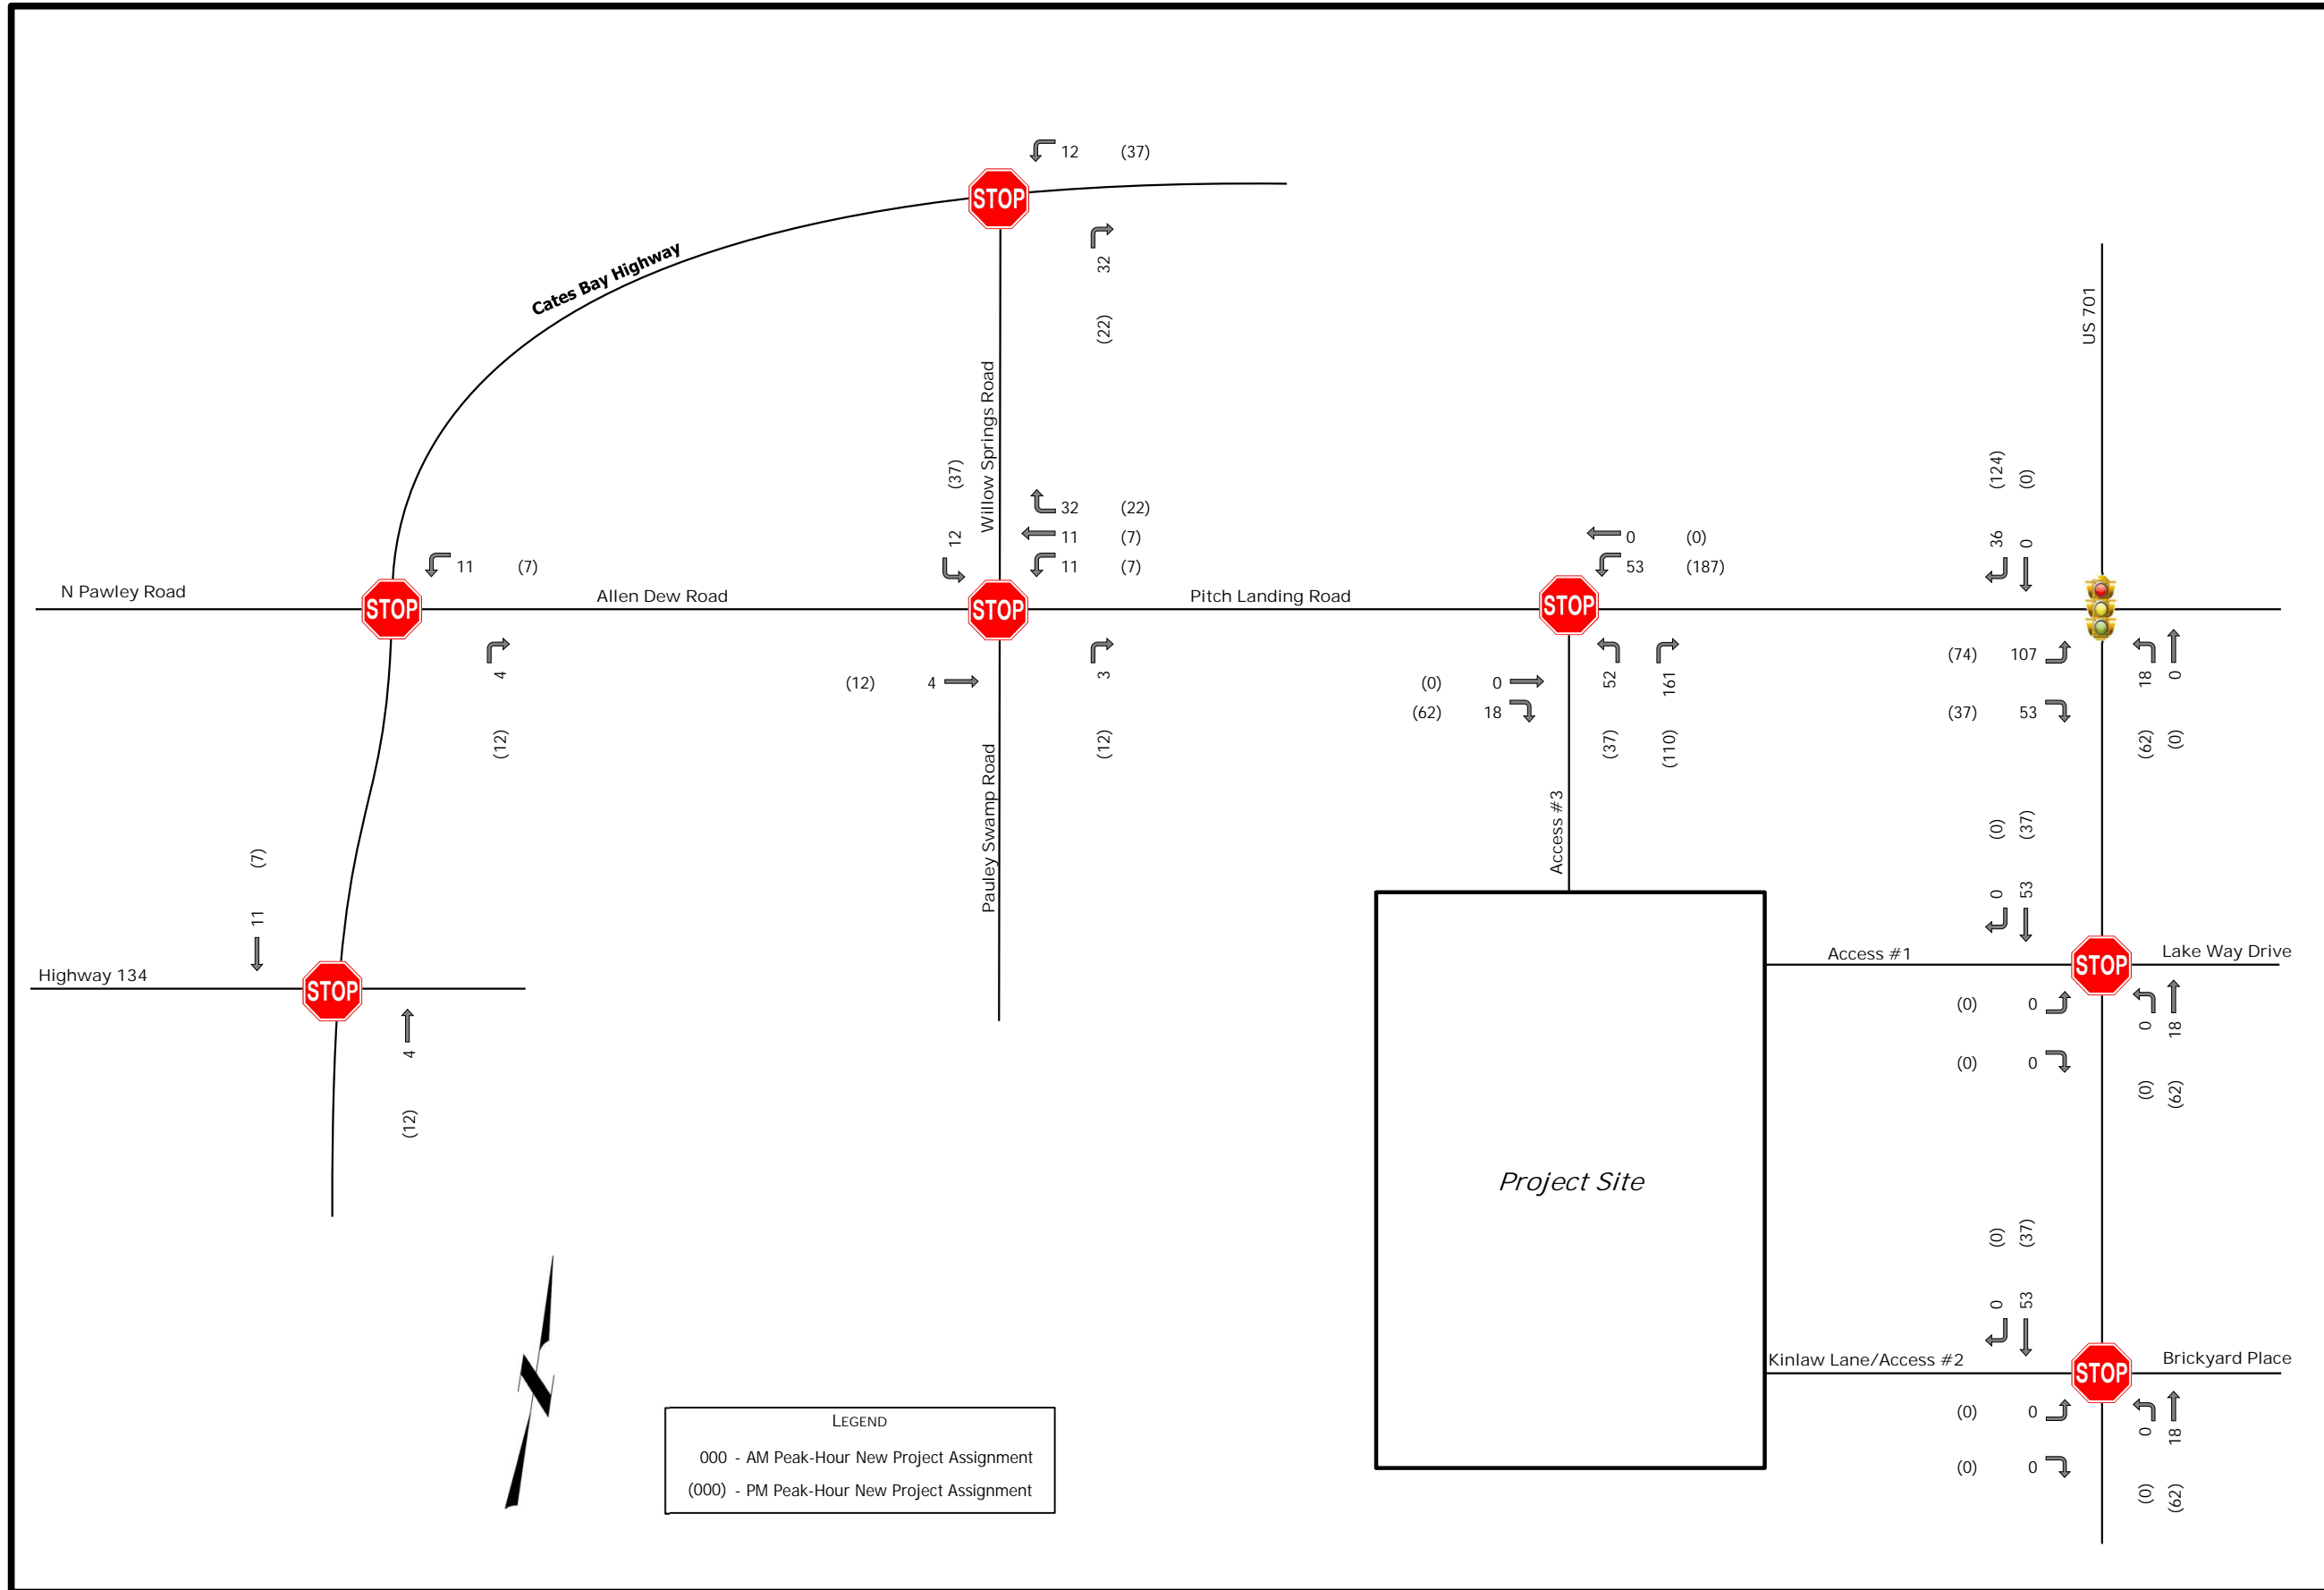 12 (37)
STOP
32
(22)
Cates Bay Highway
US 701
Willow Springs Road
(37)
12
32 (22)
11 (7)
11 (7)
(124) (0)
36 0
0 (0)
53 (187)
11 (7)
N Pawley Road
STOP
Allen Dew Road
STOP
Pitch Landing Road
STOP
4
(12)
(12) 4
3
(12)
(0) 0
(62) 18
52 161
(37) (110)
(74) 107
(37) 53
18 0
(62) (0)
Pauley Swamp Road
Access #3
(7)
11
Highway 134
STOP
4
(12)
(0) (37)
0 53
Access #1
STOP
Lake Way Drive
(0) 0
(0) 0
0 18
(0) (62)
Project Site
(0) (37)
0 53
Kinlaw Lane/Access #2
STOP
Brickyard Place
(0) 0
(0) 0
0 18
(0) (62)
LEGEND
000 - AM Peak-Hour New Project Assignment
(000) - PM Peak-Hour New Project Assignment